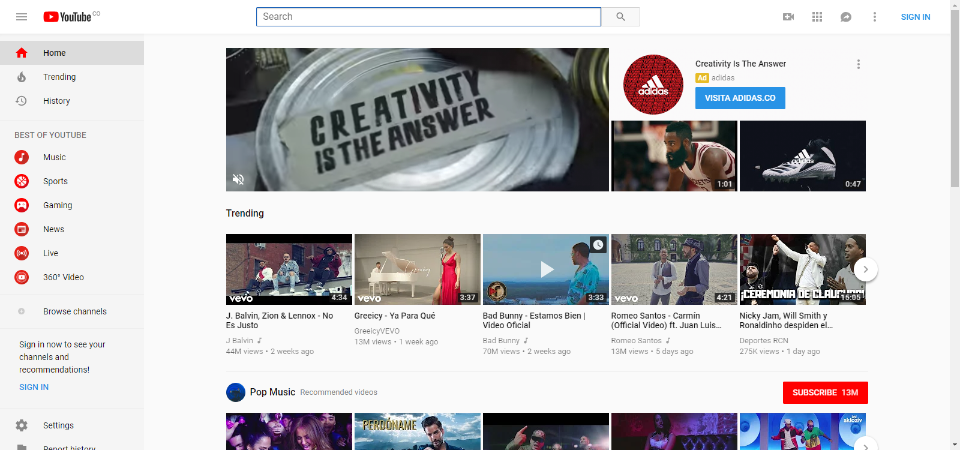 YouTube CO
Search
SIGN IN
Home
Trending
History
BEST OF YOUTUBE
Music
Sports
Gaming
News
Live
360° Video
Browse channels
Sign in now to see your
channels and
recommendations!
SIGN IN
Settings
Report history
CREATIVITY
IS THE ANSWER
adidas
Creativity Is The Answer
Ad adidas
VISITA ADIDAS.CO
1:01
adidas
0:47
Trending
vevo
4:34
J. Balvin, Zion & Lennox - No
Es Justo
J Balvin
44M views • 2 weeks ago
Greeicy
vevo
3:37
Greeicy - Ya Para Qué
GreeicyVEVO
13M views • 1 week ago
3:33
Bad Bunny - Estamos Bien |
Video Oficial
Bad Bunny
70M views • 2 weeks ago
vevo
4:21
Romeo Santos - Carmín
(Official Video) ft. Juan Luis...
Romeo Santos
13M views • 5 days ago
¡CEREMONIA DE
15:05
Nicky Jam, Will Smith y
Ronaldinho despiden el...
Deportes RCN
275K views • 1 day ago
Pop Music Recommended videos
SUBSCRIBE 13M
PERDÓNAME